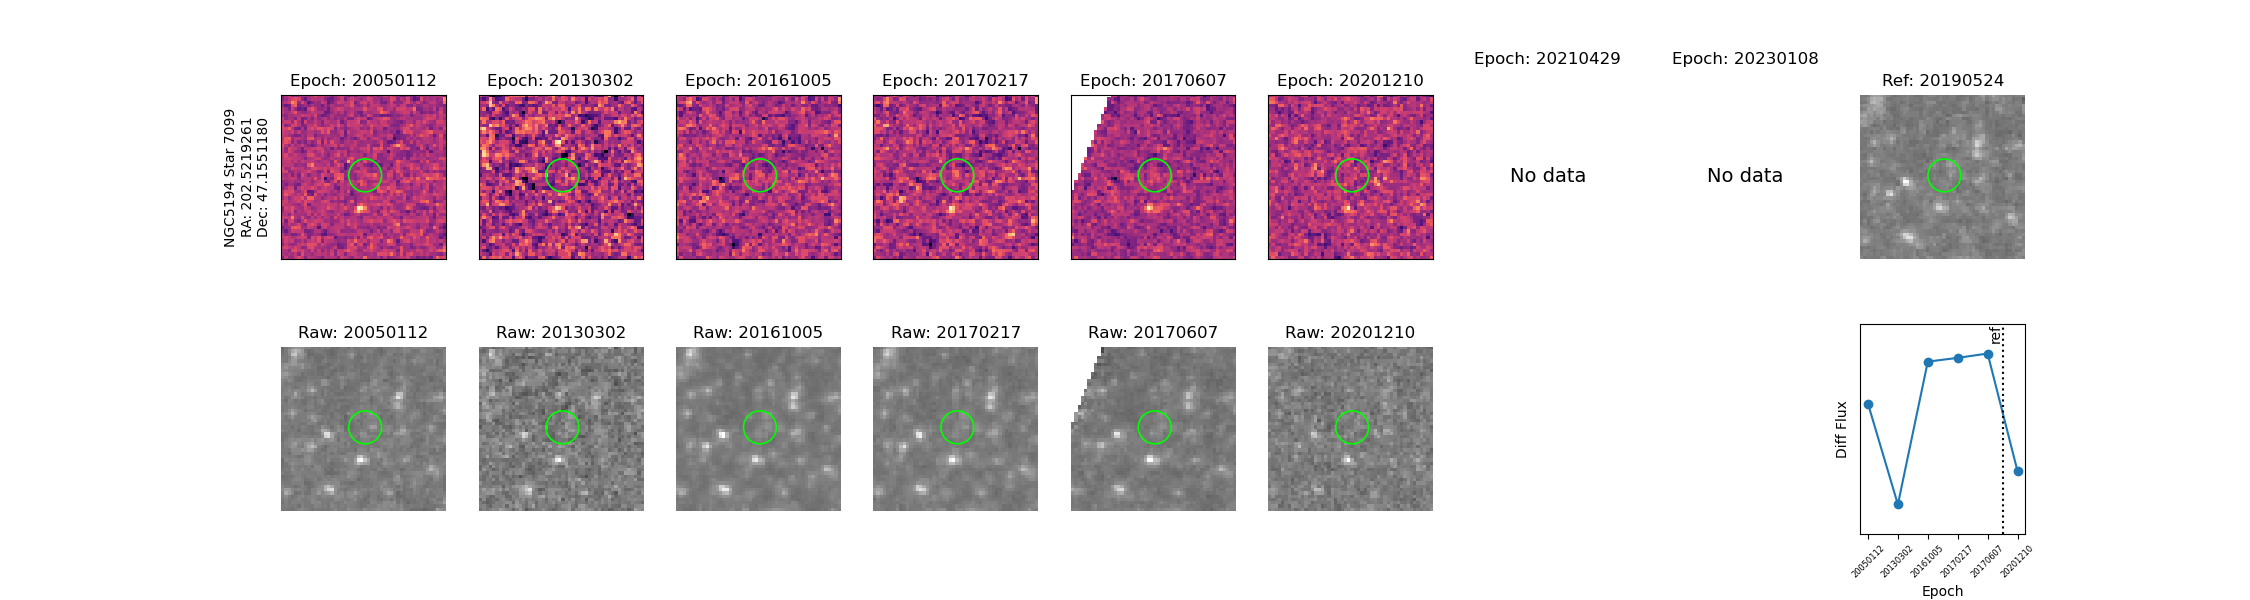 Epoch: 20050112
Epoch: 20130302
Epoch: 20161005
Epoch: 20170217
Epoch: 20170607
Epoch: 20201210
Epoch: 20210429
Epoch: 20230108
Ref: 20190524
NGC5194 Star 7099
RA: 202.5219261
Dec: 47.1551180
No data
No data
Raw: 20050112
Raw: 20130302
Raw: 20161005
Raw: 20170217
Raw: 20170607
Raw: 20201210
ref
Diff Flux
20050112
20130302
20161005
20170217
20170607
20201210
Epoch